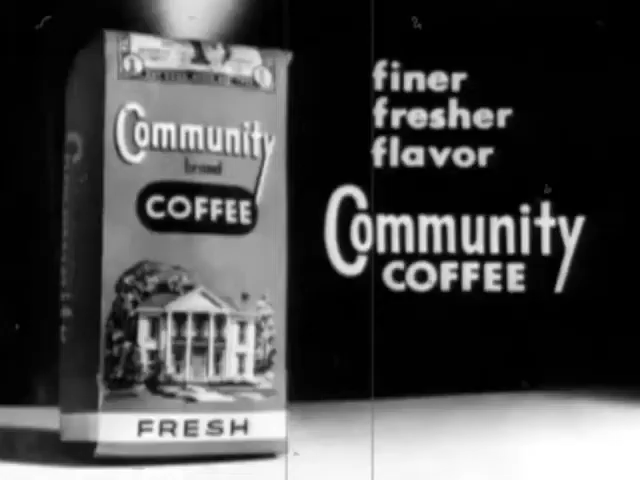 Community
brand
COFFEE
FRESH
finer
fresher
flavor
Community
COFFEE